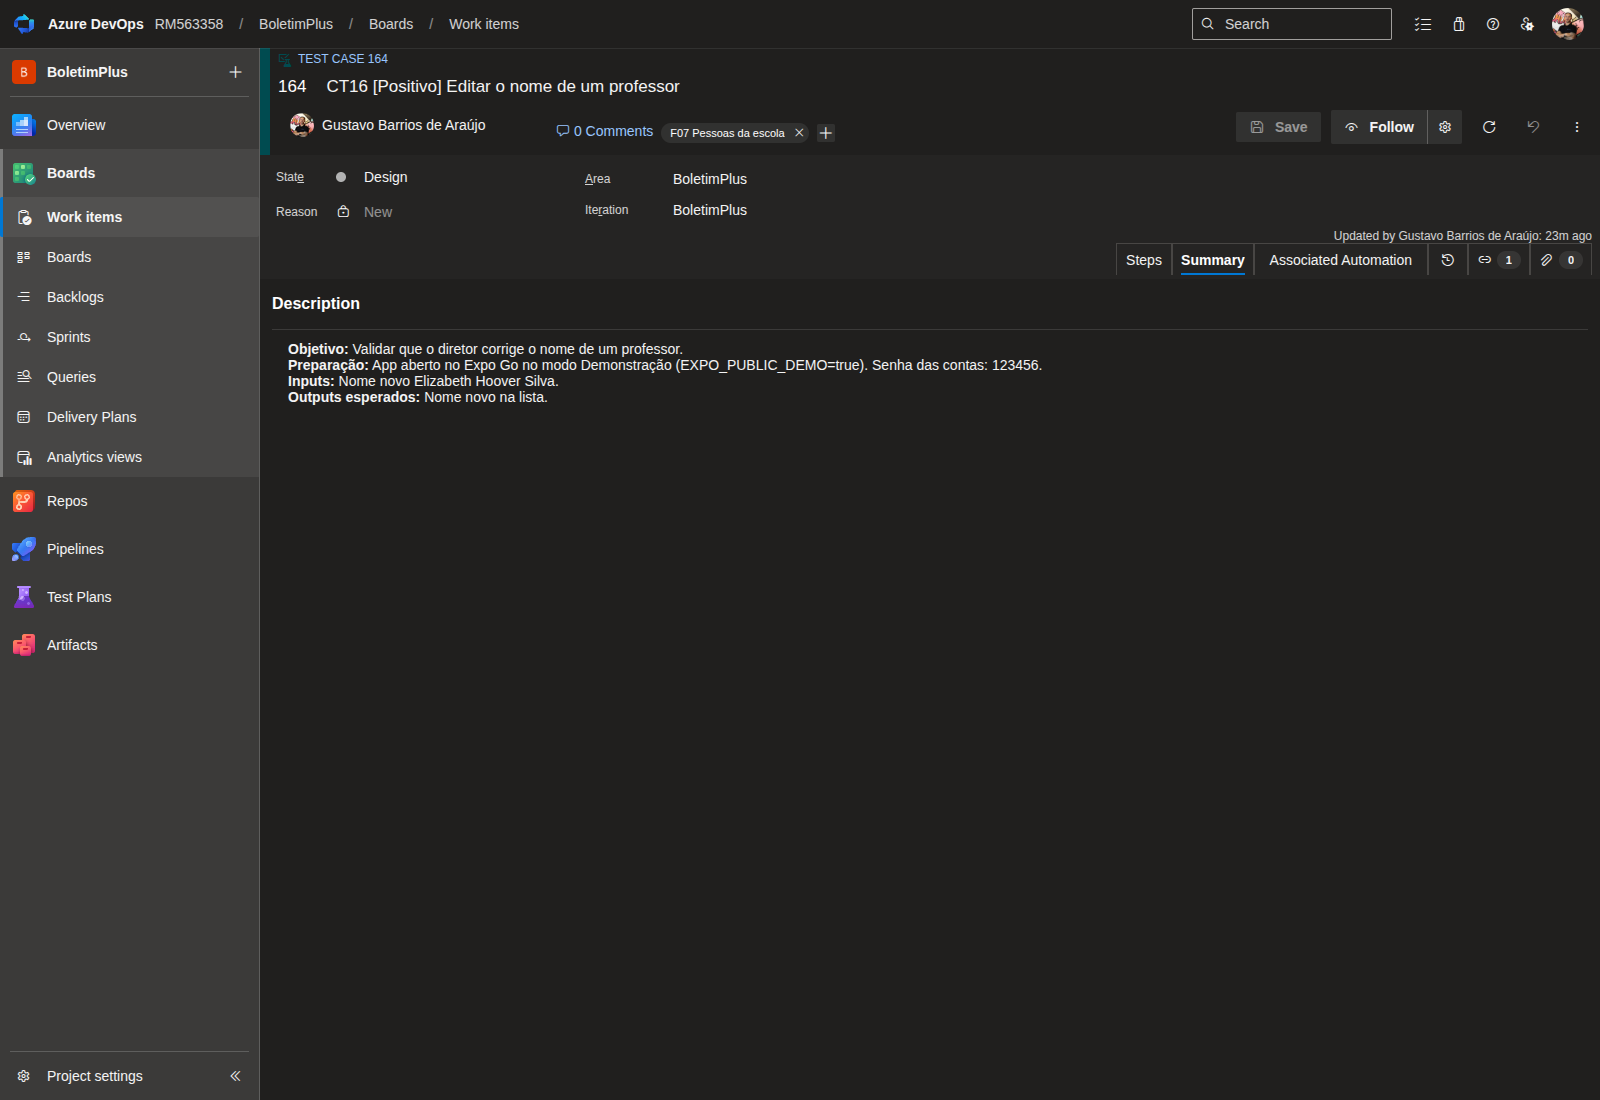 Azure DevOps RM563358 / BoletimPlus / Boards / Work items
Search
B BoletimPlus
Overview
Boards
Work items
Boards
Backlogs
Sprints
Queries
Delivery Plans
Analytics views
Repos
Pipelines
Test Plans
Artifacts
Project settings
TEST CASE 164
164 CT16 [Positivo] Editar o nome de um professor
Gustavo Barrios de Araújo
0 Comments
F07 Pessoas da escola
Save
Follow
State Design
Area BoletimPlus
Reason New
Iteration BoletimPlus
Updated by Gustavo Barrios de Araújo: 23m ago
Steps Summary Associated Automation 1 0
Description
Objetivo: Validar que o diretor corrige o nome de um professor.
Preparação: App aberto no Expo Go no modo Demonstração (EXPO_PUBLIC_DEMO=true). Senha das contas: 123456.
Inputs: Nome novo Elizabeth Hoover Silva.
Outputs esperados: Nome novo na lista.